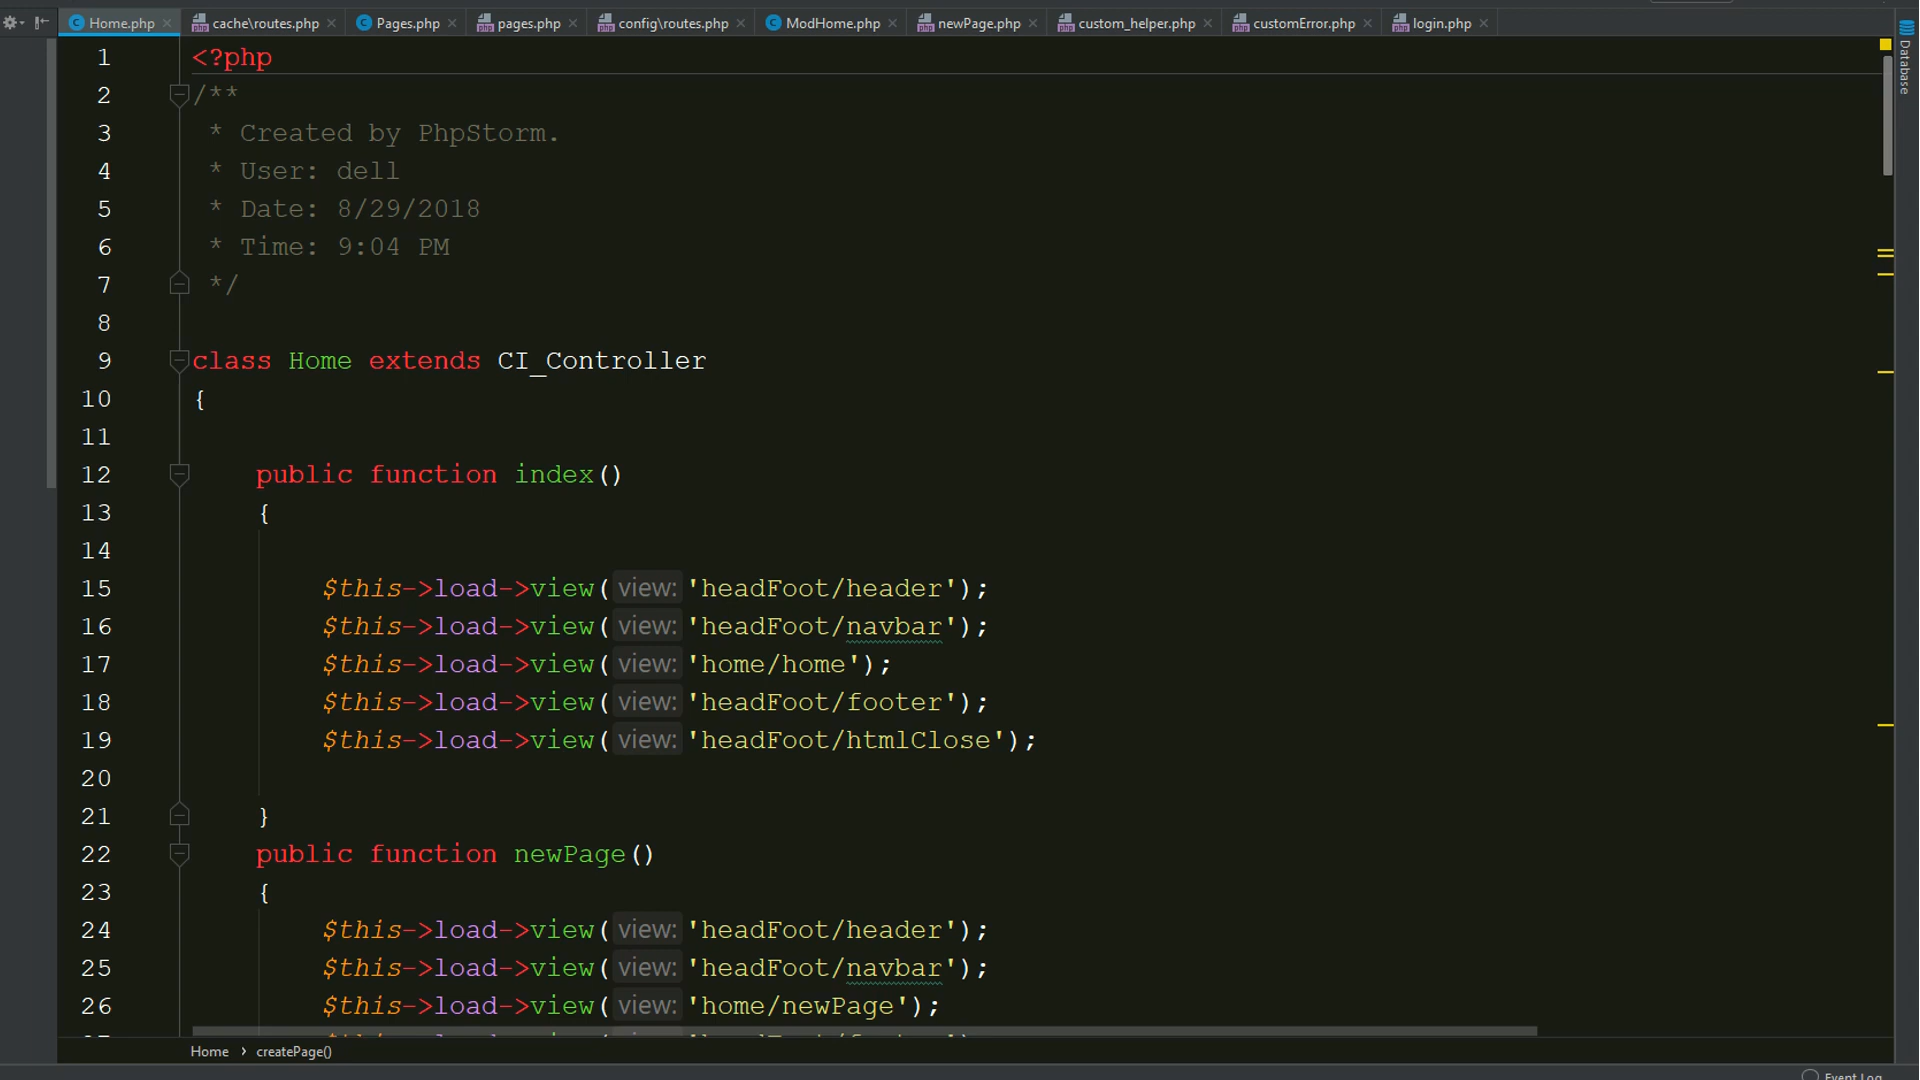 Home.php cache\routes.php Pages.php pages.php config\routes.php ModHome.php newPage.php custom_helper.php customError.php login.php
Database
1 <?php
2 /**
3 * Created by PhpStorm.
4 * User: dell
5 * Date: 8/29/2018
6 * Time: 9:04 PM
7 */
8
9 class Home extends CI_Controller
10 {
11
12 public function index()
13 {
14
15 $this->load->view( view: 'headFoot/header');
16 $this->load->view( view: 'headFoot/navbar');
17 $this->load->view( view: 'home/home');
18 $this->load->view( view: 'headFoot/footer');
19 $this->load->view( view: 'headFoot/htmlClose');
20
21 }
22 public function newPage()
23 {
24 $this->load->view( view: 'headFoot/header');
25 $this->load->view( view: 'headFoot/navbar');
26 $this->load->view( view: 'home/newPage');
Home › createPage()
Event Log